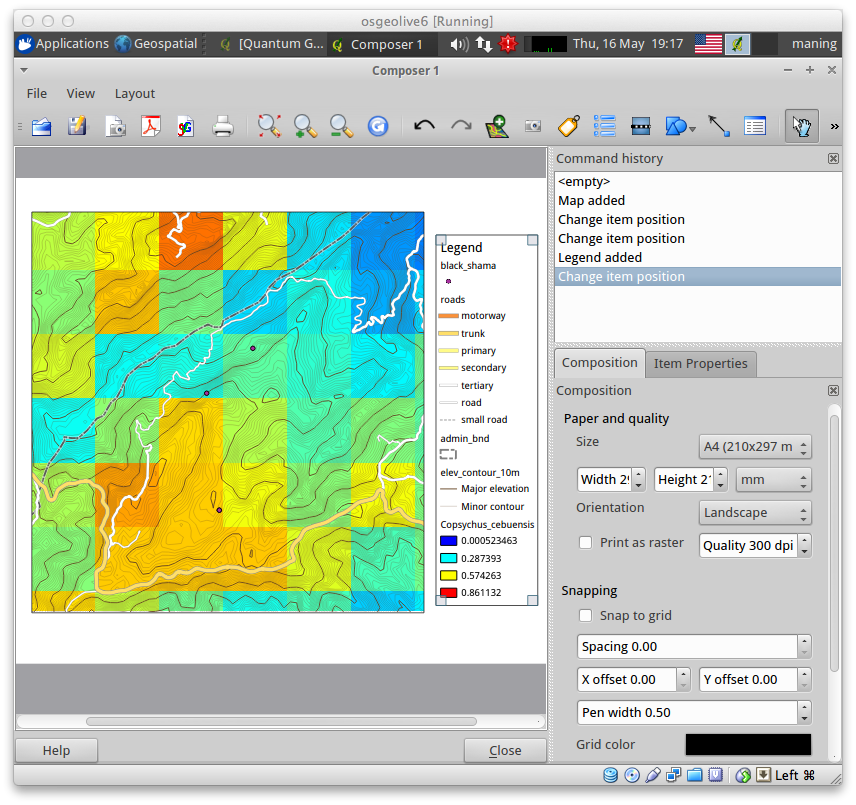 osgeolive6 [Running]
Applications Geospatial [Quantum G... Composer 1 Thu, 16 May 19:17 maning
Composer 1
File View Layout
»
Command history
<empty>
Map added
Change item position
Change item position
Legend added
Change item position
Legend
black_shama
roads
motorway
trunk
primary
secondary
tertiary
road
small road
admin_bnd
elev_contour_10m
Major elevation
Minor contour
Copsychus_cebuensis
0.000523463
0.287393
0.574263
0.861132
Composition Item Properties
Composition
Paper and quality
Size A4 (210x297 m
Width 29 Height 21 mm
Orientation Landscape
Print as raster Quality 300 dpi
Snapping
Snap to grid
Spacing 0.00
X offset 0.00 Y offset 0.00
Pen width 0.50
Grid color
Help Close
Left ⌘